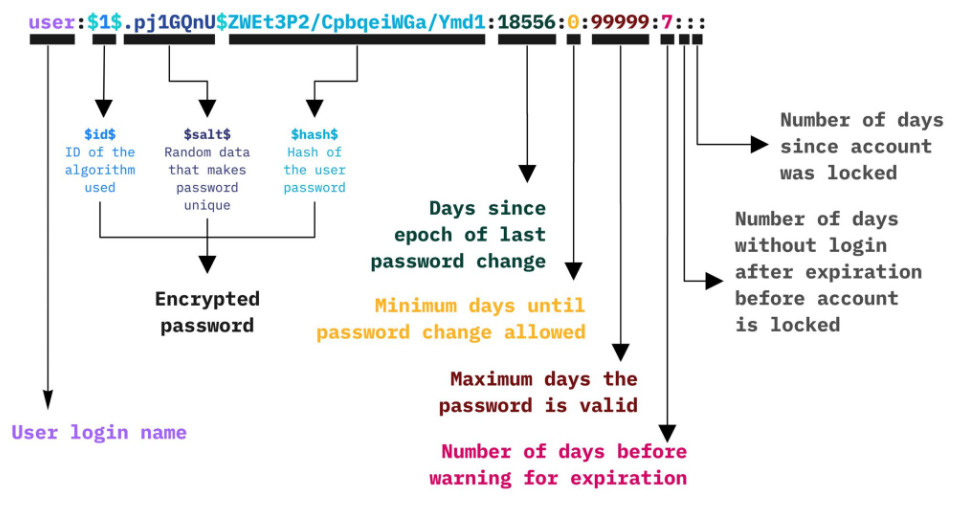 user:$1$.pj1GQnU$ZWEt3P2/CpbqeiWGa/Ymd1:18556:0:99999:7:::
$id$
ID of the
algorithm
used
$salt$
Random data
that makes
password
unique
$hash$
Hash of
the user
password
Encrypted
password
User login name
Days since
epoch of last
password change
Minimum days until
password change allowed
Maximum days the
password is valid
Number of days before
warning for expiration
Number of days
since account
was locked
Number of days
without login
after expiration
before account
is locked